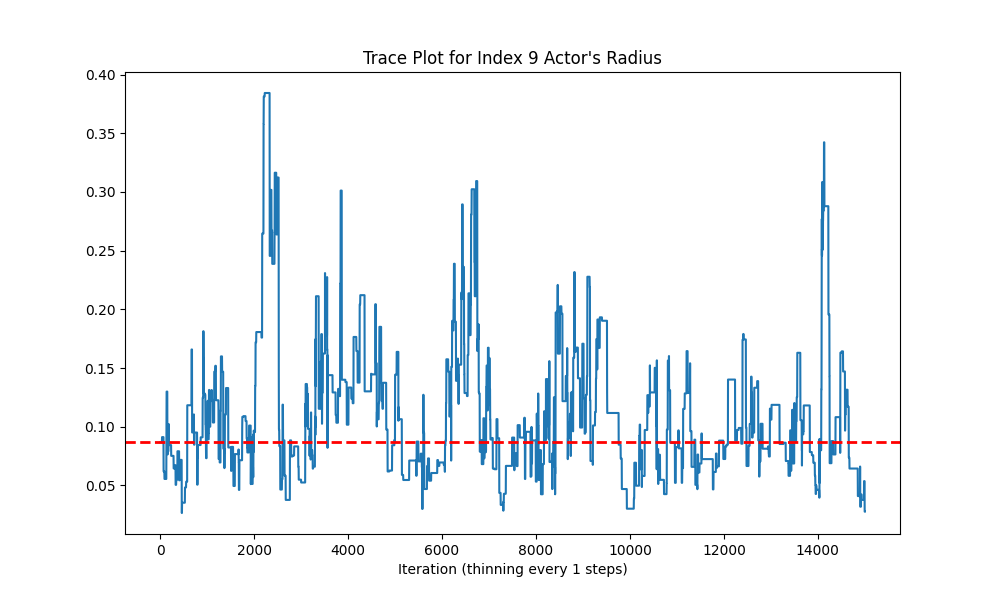 Trace Plot for Index 9 Actor's Radius
0.40
0.35
0.30
0.25
0.20
0.15
0.10
0.05
0 2000 4000 6000 8000 10000 12000 14000
Iteration (thinning every 1 steps)